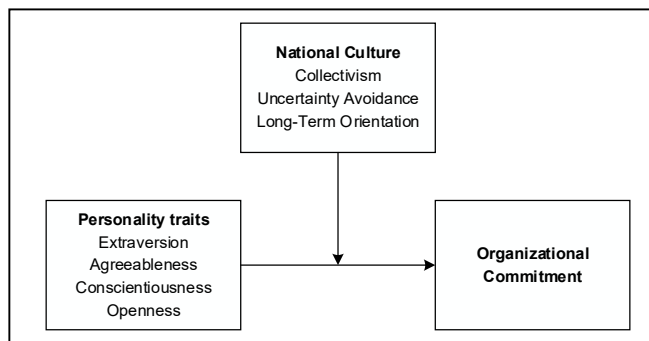 National Culture
Collectivism
Uncertainty Avoidance
Long-Term Orientation
Personality traits
Extraversion
Agreeableness
Conscientiousness
Openness
Organizational
Commitment